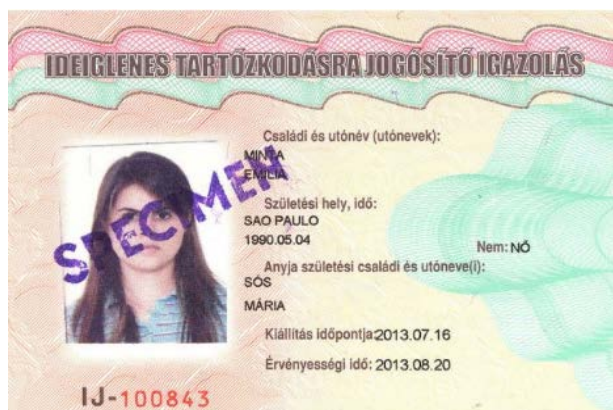 IDEIGLENES TARTÓZKODÁSRA JOGOSÍTÓ IGAZOLÁS
Családi és utónév (utónevek):
MINTA
EMILIA
SPECIMEN
Születési hely, idő:
SAO PAULO
1990.05.04
Nem: NŐ
Anyja születési családi és utóneve(i):
SÓS
MÁRIA
Kiállítás időpontja:2013.07.16
Érvényességi idő: 2013.08.20
IJ-100843